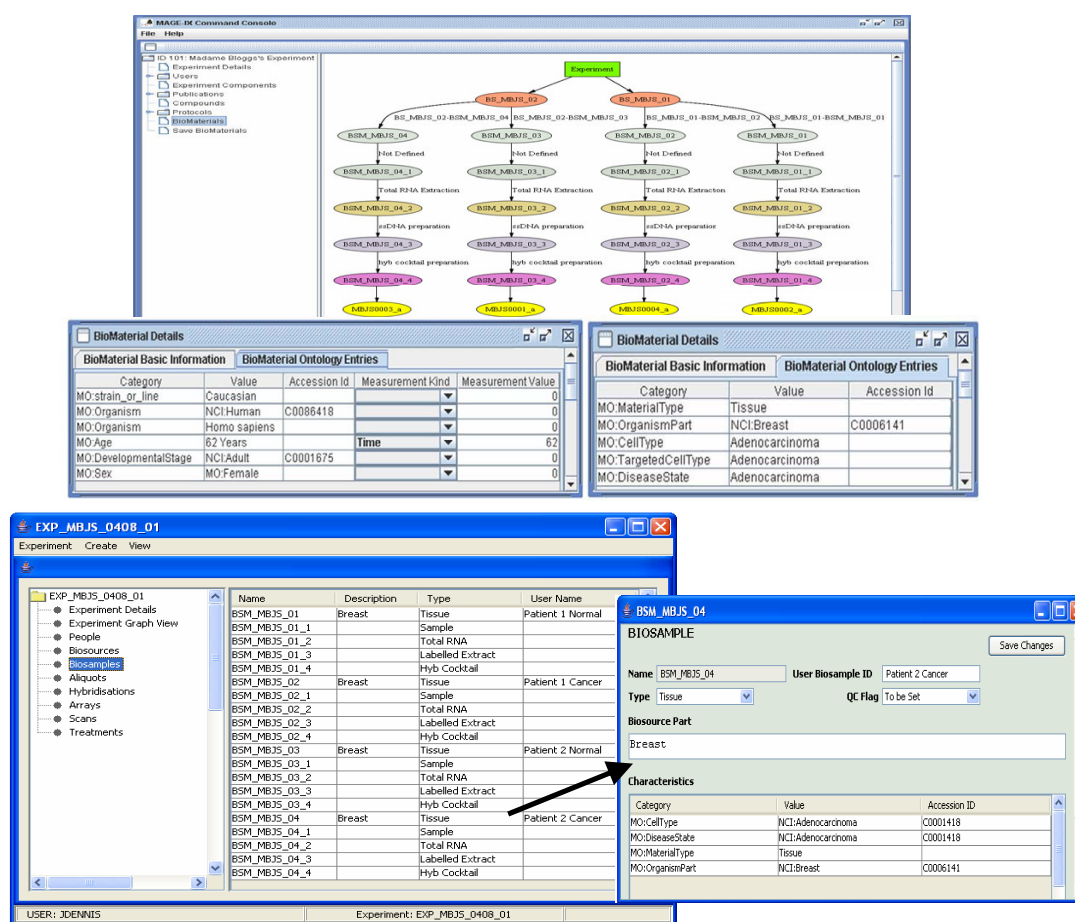 MAGE-IX Command Console
File Help
ID 101: Madame Bloggs's Experiment
Experiment Details
Users
Experiment Components
Publications
Compounds
Protocols
BioMaterials
Save BioMaterials
Experiment
BS_MBJS_02 BS_MBJS_01
BS_MBJS_02-BSM_MBJS_04 BS_MBJS_02-BSM_MBJS_03 BS_MBJS_01-BSM_MBJS_02 BS_MBJS_01-BSM_MBJS_01
BSM_MBJS_04 BSM_MBJS_03 BSM_MBJS_02 BSM_MBJS_01
Not Defined Not Defined Not Defined Not Defined
BSM_MBJS_04_1 BSM_MBJS_03_1 BSM_MBJS_02_1 BSM_MBJS_01_1
Total RNA Extraction Total RNA Extraction Total RNA Extraction Total RNA Extraction
BSM_MBJS_04_2 BSM_MBJS_03_2 BSM_MBJS_02_2 BSM_MBJS_01_2
ssDNA preparation ssDNA preparation ssDNA preparation ssDNA preparation
BSM_MBJS_04_3 BSM_MBJS_03_3 BSM_MBJS_02_3 BSM_MBJS_01_3
hyb cocktail preparation hyb cocktail preparation hyb cocktail preparation hyb cocktail preparation
BSM_MBJS_04_4 BSM_MBJS_03_4 BSM_MBJS_02_4 BSM_MBJS_01_4
MBJS0003_a MBJS0001_a MBJS0004_a MBJS0002_a
BioMaterial Details
BioMaterial Basic Information BioMaterial Ontology Entries
Category Value Accession Id Measurement Kind Measurement Value
MO:strain_or_line Caucasian 0
MO:Organism NCI:Human C0086418 0
MO:Organism Homo sapiens 0
MO:Age 62 Years Time 62
MO:DevelopmentalStage NCI:Adult C0001675 0
MO:Sex MO:Female 0
BioMaterial Details
BioMaterial Basic Information BioMaterial Ontology Entries
Category Value Accession Id
MO:MaterialType Tissue
MO:OrganismPart NCI:Breast C0006141
MO:CellType Adenocarcinoma
MO:TargetedCellType Adenocarcinoma
MO:DiseaseState Adenocarcinoma
EXP_MBJS_0408_01
Experiment Create View
EXP_MBJS_0408_01
Experiment Details
Experiment Graph View
People
Biosources
Biosamples
Aliquots
Hybridisations
Arrays
Scans
Treatments
Name Description Type User Name
BSM_MBJS_01 Breast Tissue Patient 1 Normal
BSM_MBJS_01_1 Sample
BSM_MBJS_01_2 Total RNA
BSM_MBJS_01_3 Labelled Extract
BSM_MBJS_01_4 Hyb Cocktail
BSM_MBJS_02 Breast Tissue Patient 1 Cancer
BSM_MBJS_02_1 Sample
BSM_MBJS_02_2 Total RNA
BSM_MBJS_02_3 Labelled Extract
BSM_MBJS_02_4 Hyb Cocktail
BSM_MBJS_03 Breast Tissue Patient 2 Normal
BSM_MBJS_03_1 Sample
BSM_MBJS_03_2 Total RNA
BSM_MBJS_03_3 Labelled Extract
BSM_MBJS_03_4 Hyb Cocktail
BSM_MBJS_04 Breast Tissue Patient 2 Cancer
BSM_MBJS_04_1 Sample
BSM_MBJS_04_2 Total RNA
BSM_MBJS_04_3 Labelled Extract
BSM_MBJS_04_4 Hyb Cocktail
USER: JDENNIS Experiment: EXP_MBJS_0408_01
BSM_MBJS_04
BIOSAMPLE
Save Changes
Name BSM_MBJS_04 User Biosample ID Patient 2 Cancer
Type Tissue QC Flag To be Set
Biosource Part
Breast
Characteristics
Category Value Accession ID
MO:CellType NCI:Adenocarcinoma C0001418
MO:DiseaseState NCI:Adenocarcinoma C0001418
MO:MaterialType Tissue
MO:OrganismPart NCI:Breast C0006141